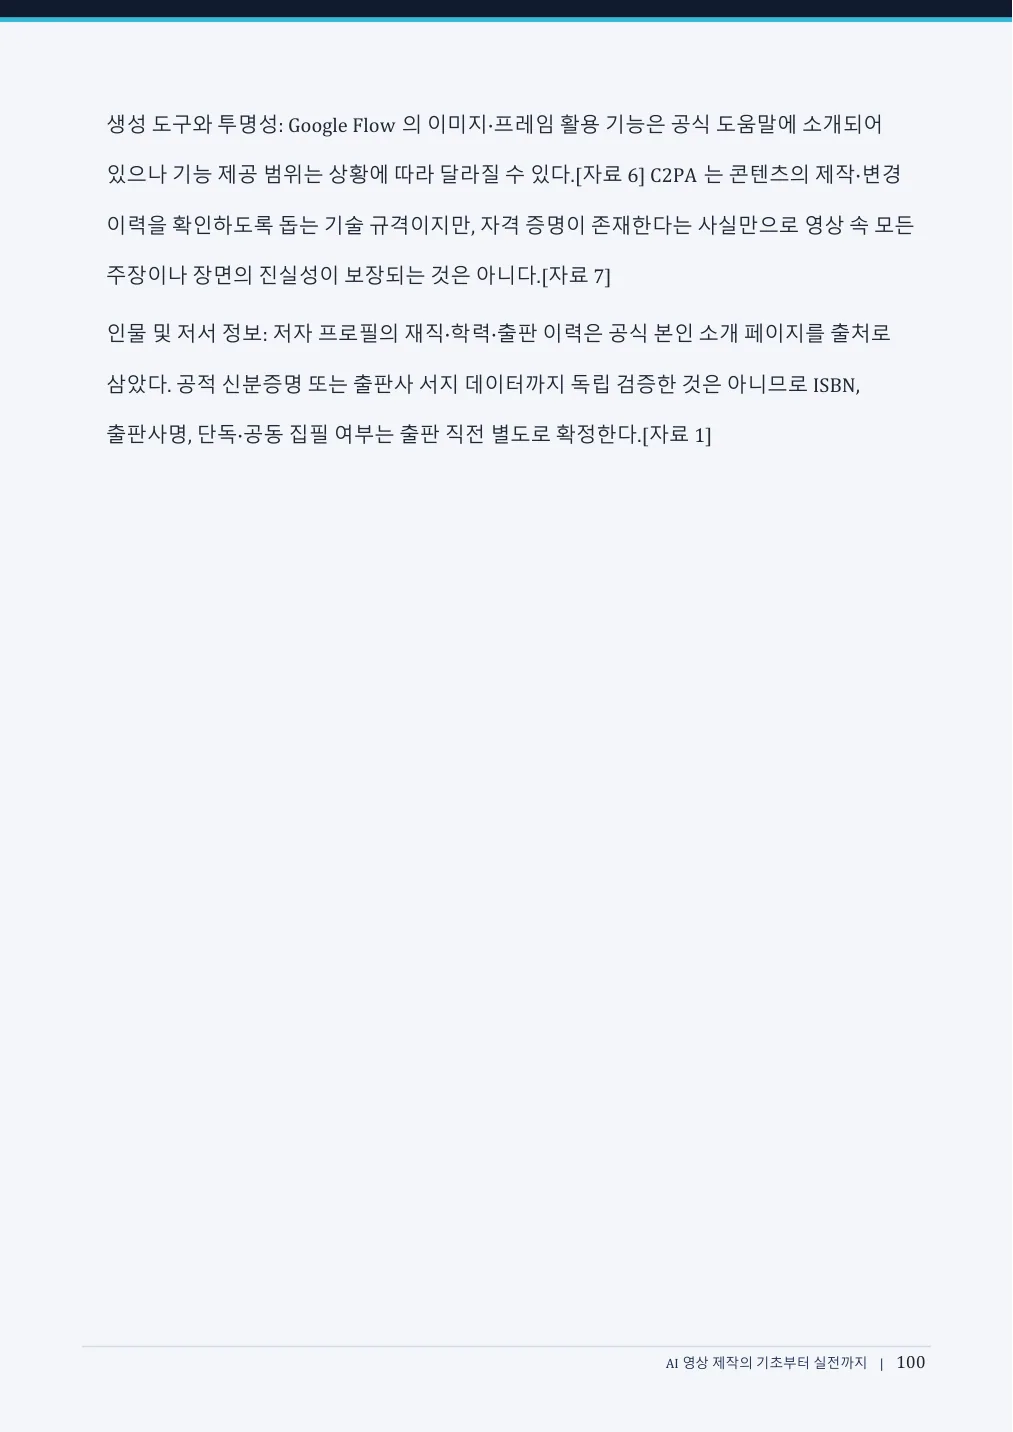 생성 도구와 투명성: Google Flow 의 이미지·프레임 활용 기능은 공식 도움말에 소개되어
있으나 기능 제공 범위는 상황에 따라 달라질 수 있다.[자료 6] C2PA 는 콘텐츠의 제작·변경
이력을 확인하도록 돕는 기술 규격이지만, 자격 증명이 존재한다는 사실만으로 영상 속 모든
주장이나 장면의 진실성이 보장되는 것은 아니다.[자료 7]
인물 및 저서 정보: 저자 프로필의 재직·학력·출판 이력은 공식 본인 소개 페이지를 출처로
삼았다. 공적 신분증명 또는 출판사 서지 데이터까지 독립 검증한 것은 아니므로 ISBN,
출판사명, 단독·공동 집필 여부는 출판 직전 별도로 확정한다.[자료 1]
AI 영상 제작의 기초부터 실전까지 | 100